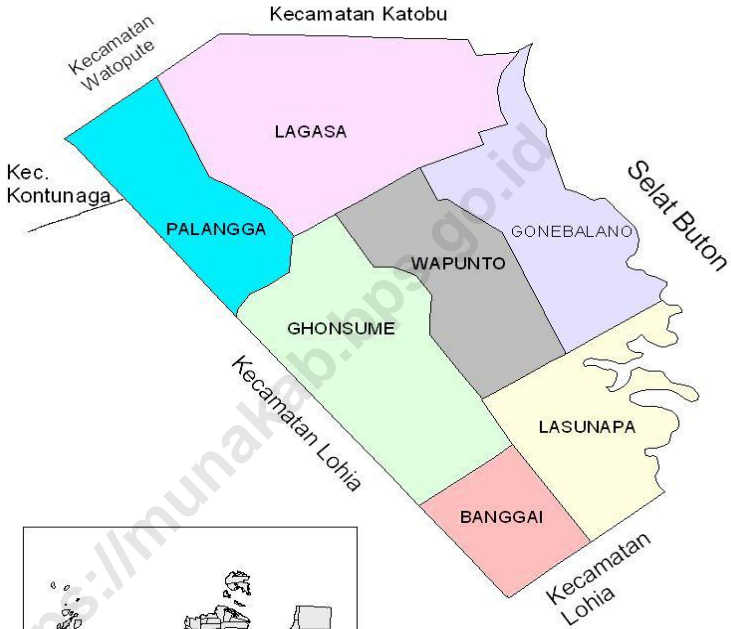 Kecamatan Katobu
Kecamatan
Watopute
LAGASA
Kec.
Kontunaga
Selat Buton
PALANGGA
GONEBALANO
WAPUNTO
GHONSUME
Kecamatan Lohia
LASUNAPA
BANGGAI
Kecamatan
Lohia
ps://munakab.bps.go.id